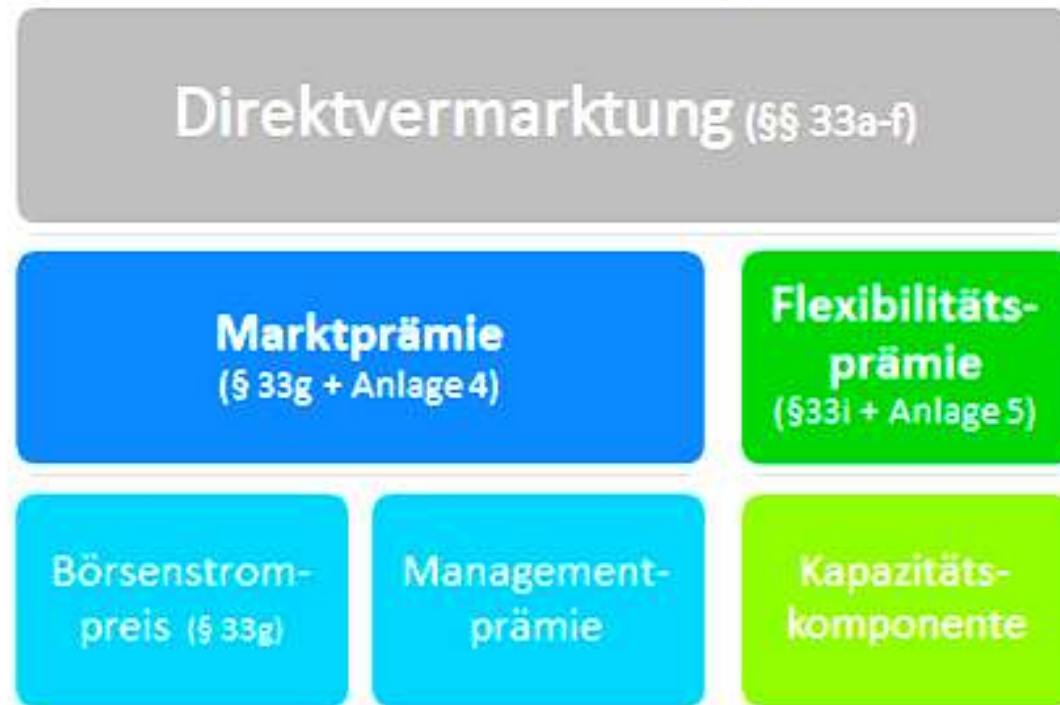 Direktvermarktung (§§ 33a-f)
Marktprämie
(§ 33g + Anlage 4)
Flexibilitäts-
prämie
(§33i + Anlage 5)
Börsenstrom-
preis (§ 33g)
Management-
prämie
Kapazitäts-
komponente